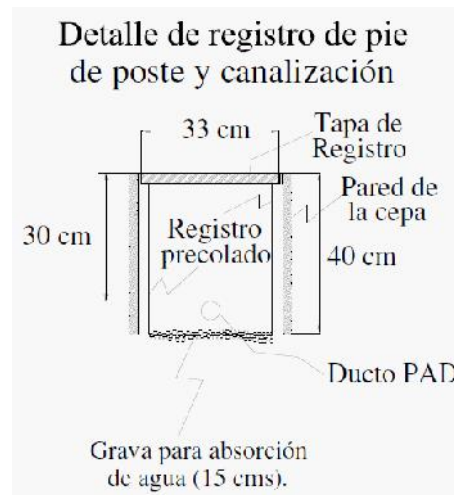 Detalle de registro de pie
de poste y canalización
33 cm
Tapa de
Registro
Pared de
la cepa
30 cm
Registro
precolado
40 cm
Ducto PAD
Grava para absorción
de agua (15 cms).